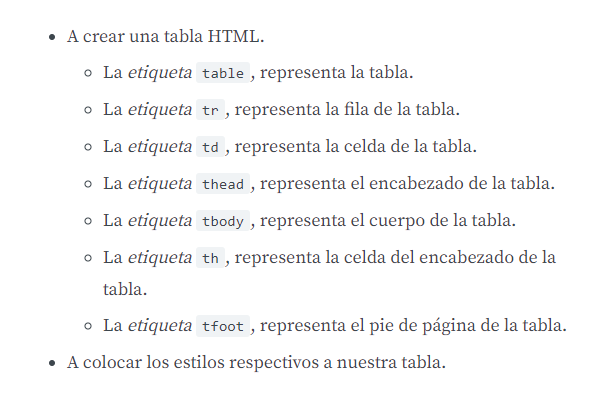 A crear una tabla HTML.
La etiqueta table, representa la tabla.
La etiqueta tr, representa la fila de la tabla.
La etiqueta td, representa la celda de la tabla.
La etiqueta thead, representa el encabezado de la tabla.
La etiqueta tbody, representa el cuerpo de la tabla.
La etiqueta th, representa la celda del encabezado de la
tabla.
La etiqueta tfoot, representa el pie de página de la tabla.
A colocar los estilos respectivos a nuestra tabla.